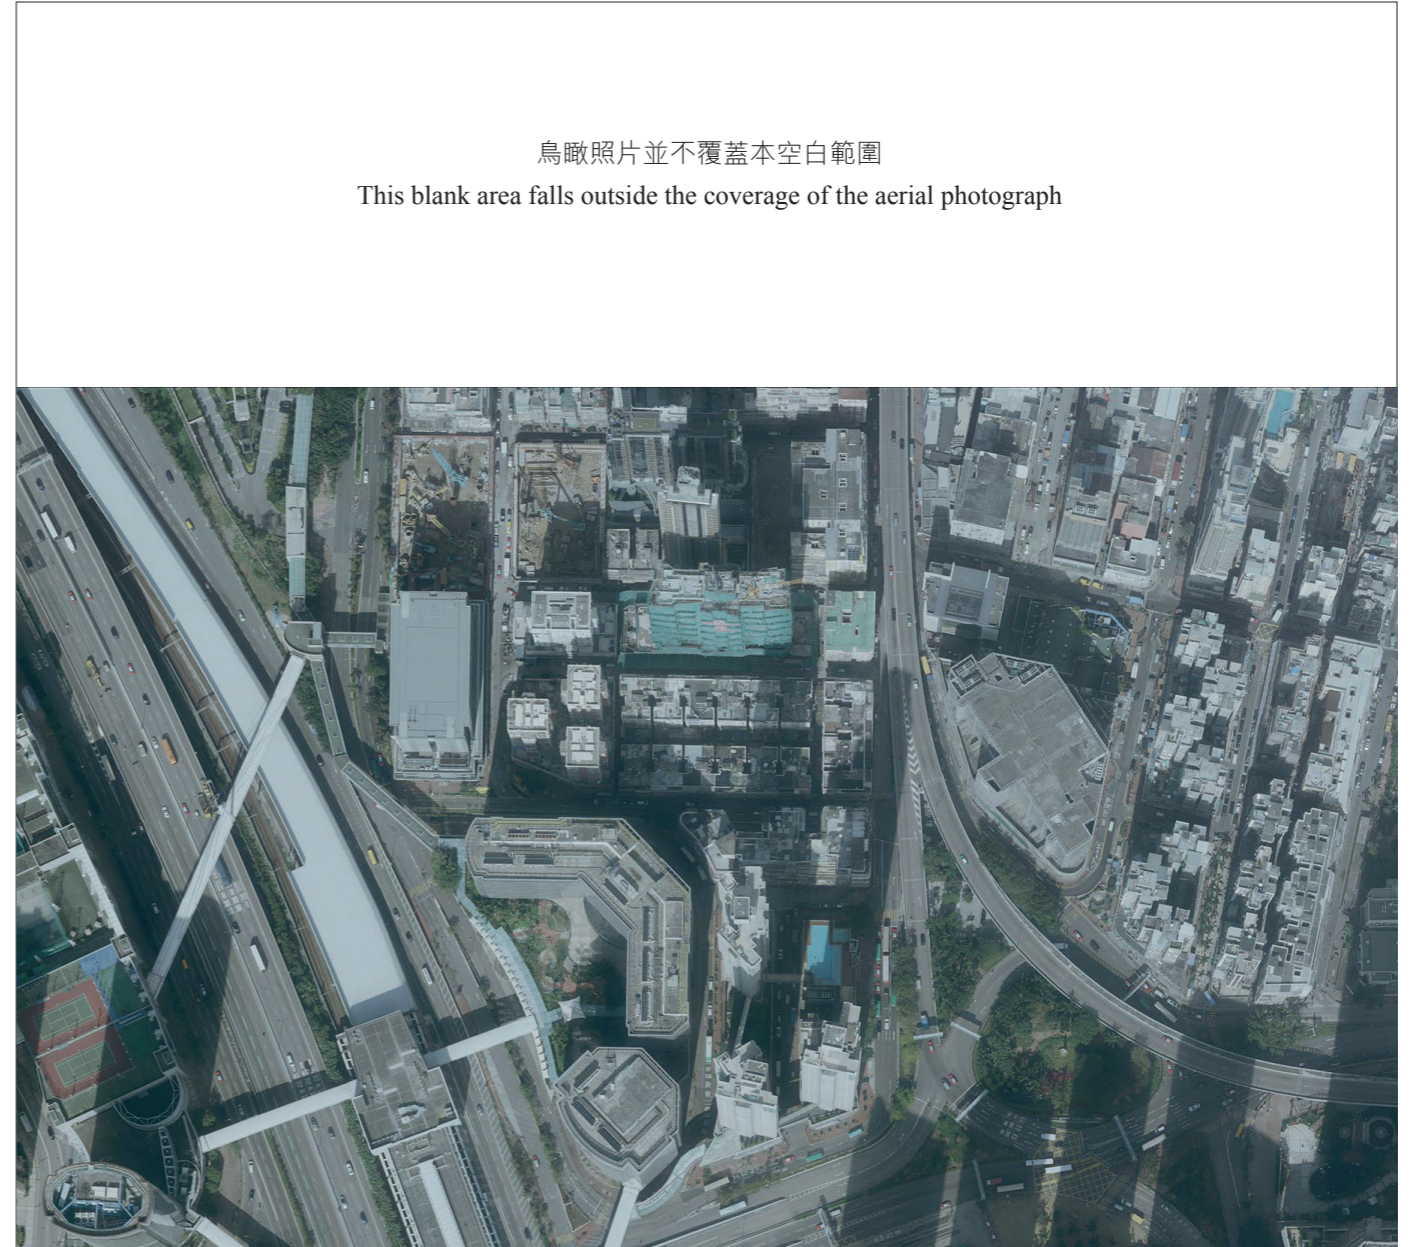 鳥瞰照片並不覆蓋本空白範圍
This blank area falls outside the coverage of the aerial photograph